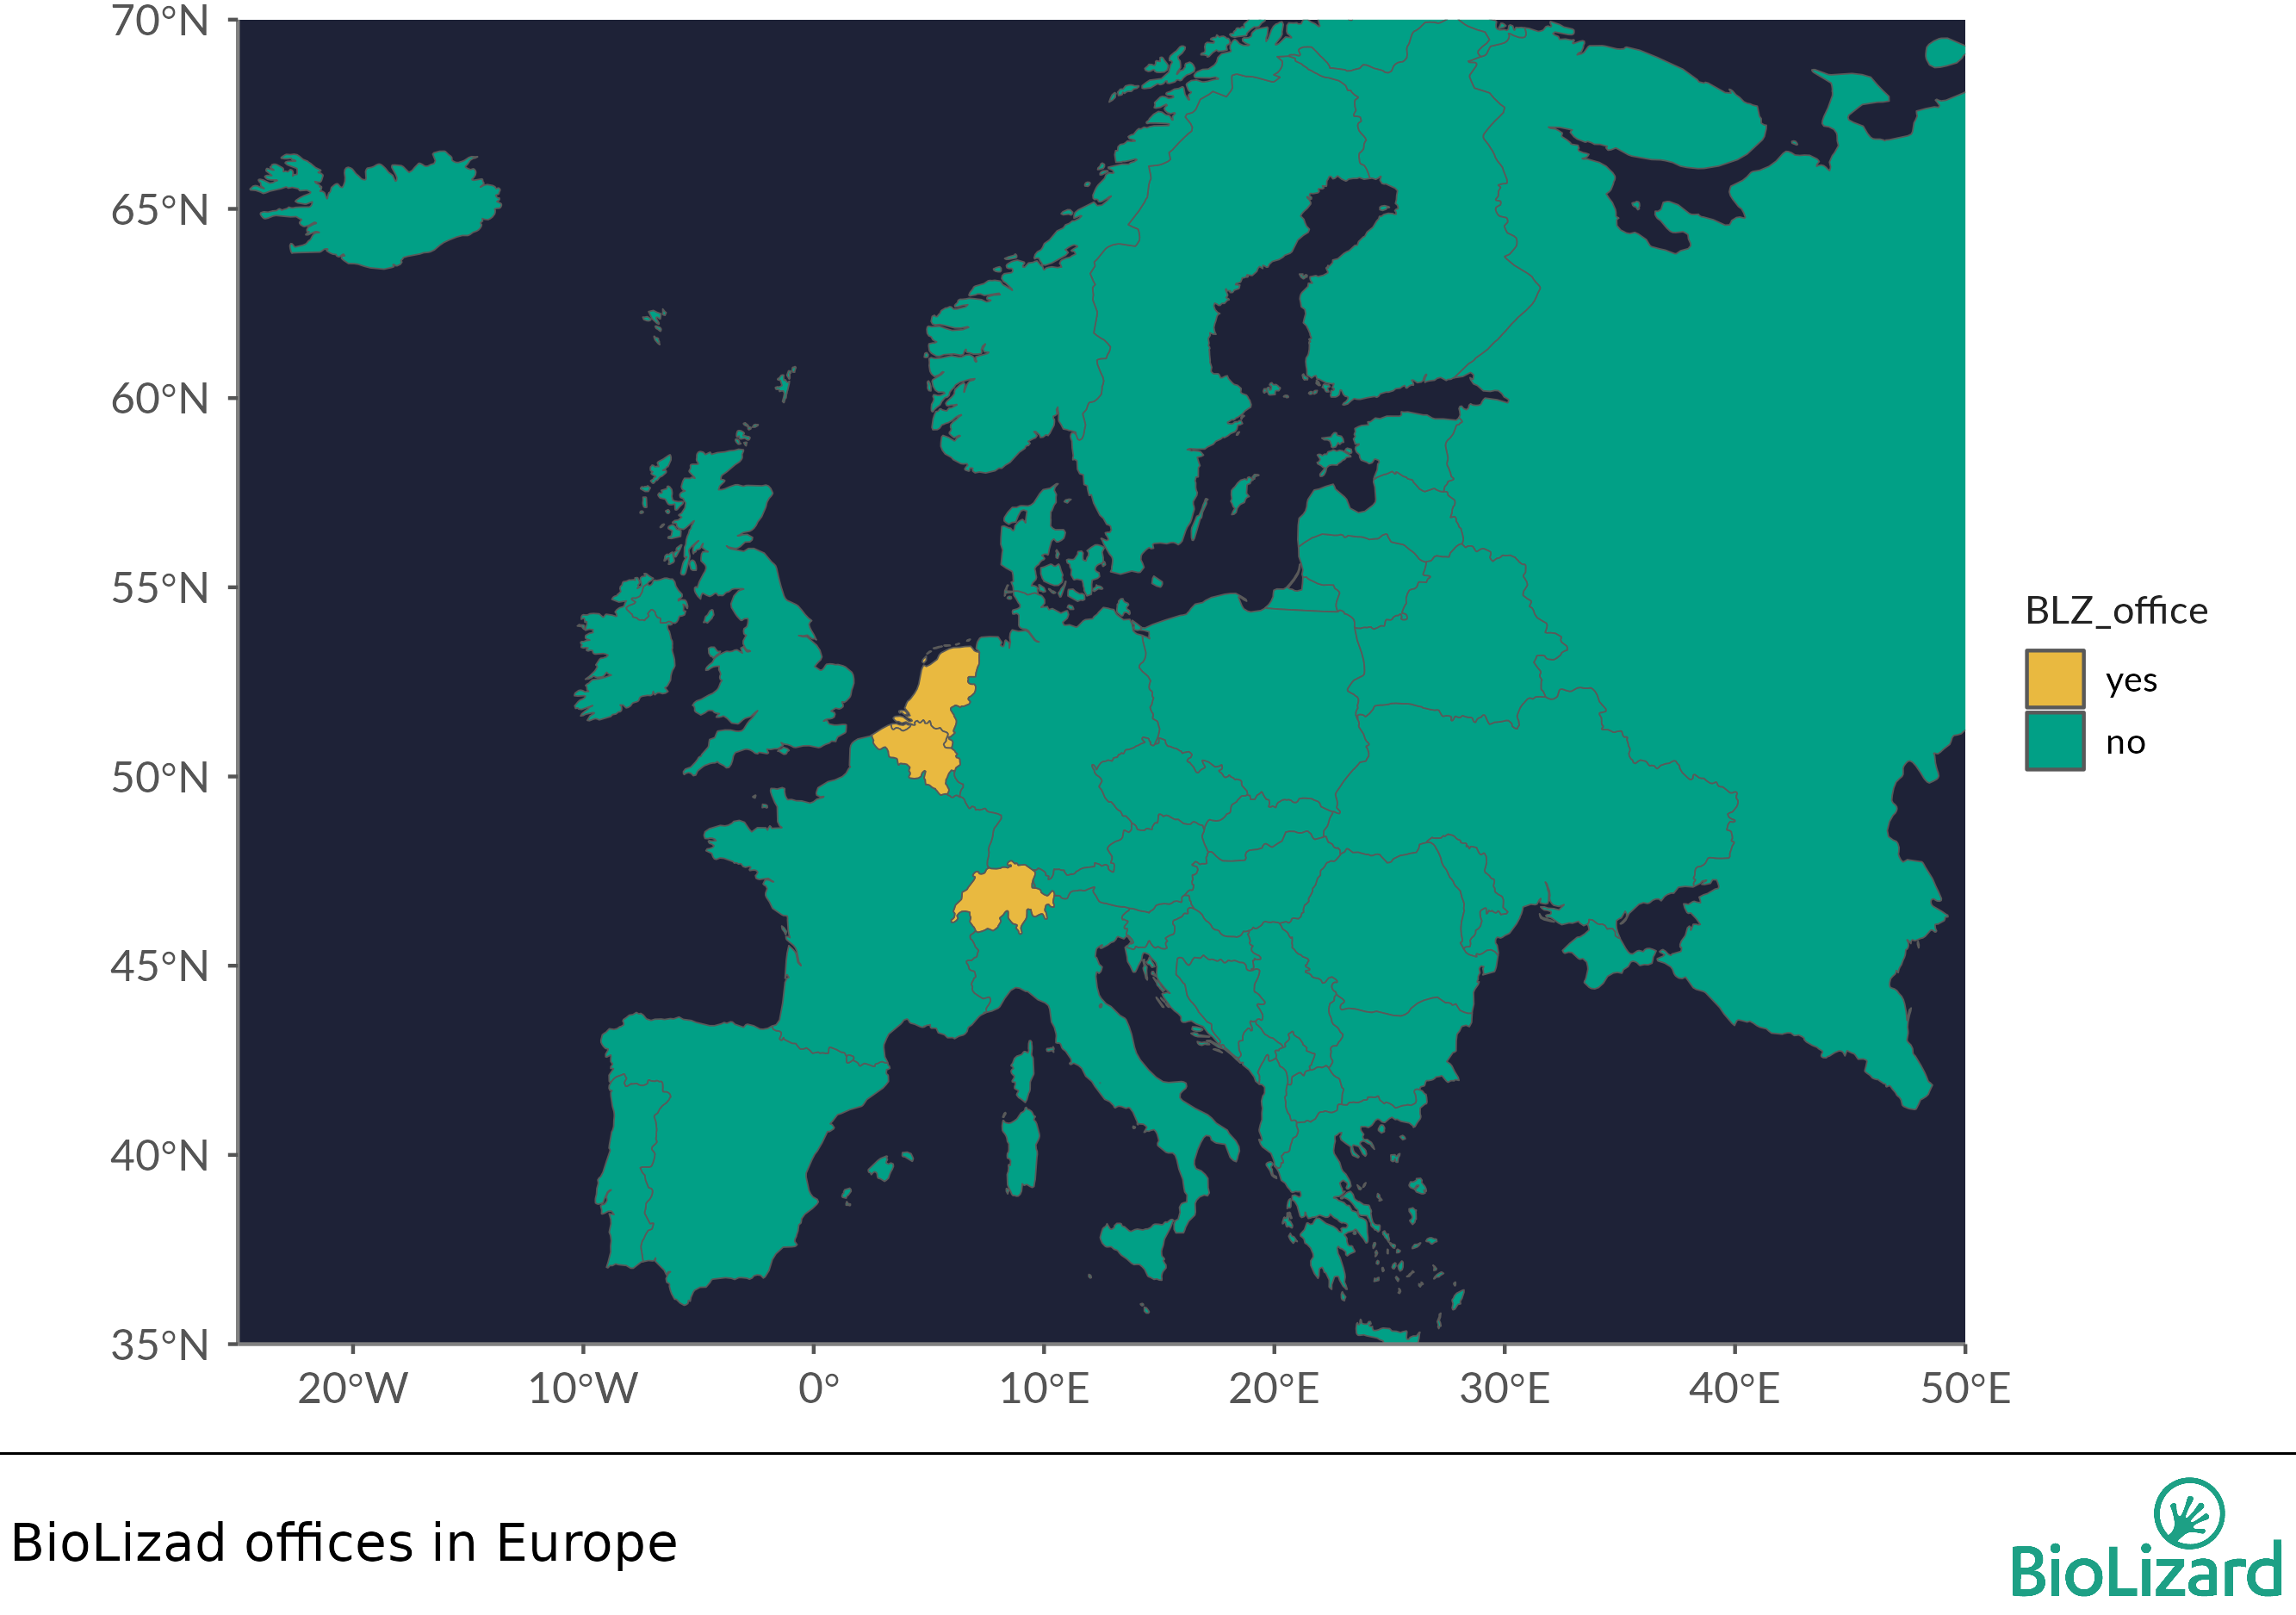 70°N
65°N
60°N
55°N
50°N
45°N
40°N
35°N
20°W 10°W 0° 10°E 20°E 30°E 40°E 50°E
BLZ_office
yes
no
BioLizad offices in Europe
BioLizard